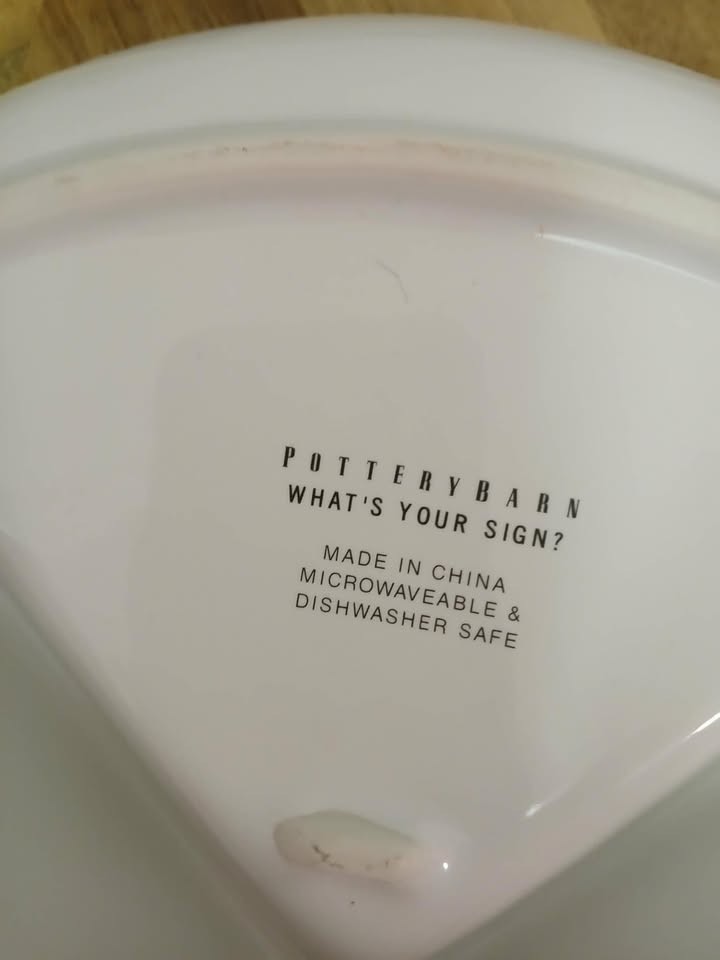 POTTERYBARN
WHAT'S YOUR SIGN?
MADE IN CHINA
MICROWAVEABLE &
DISHWASHER SAFE